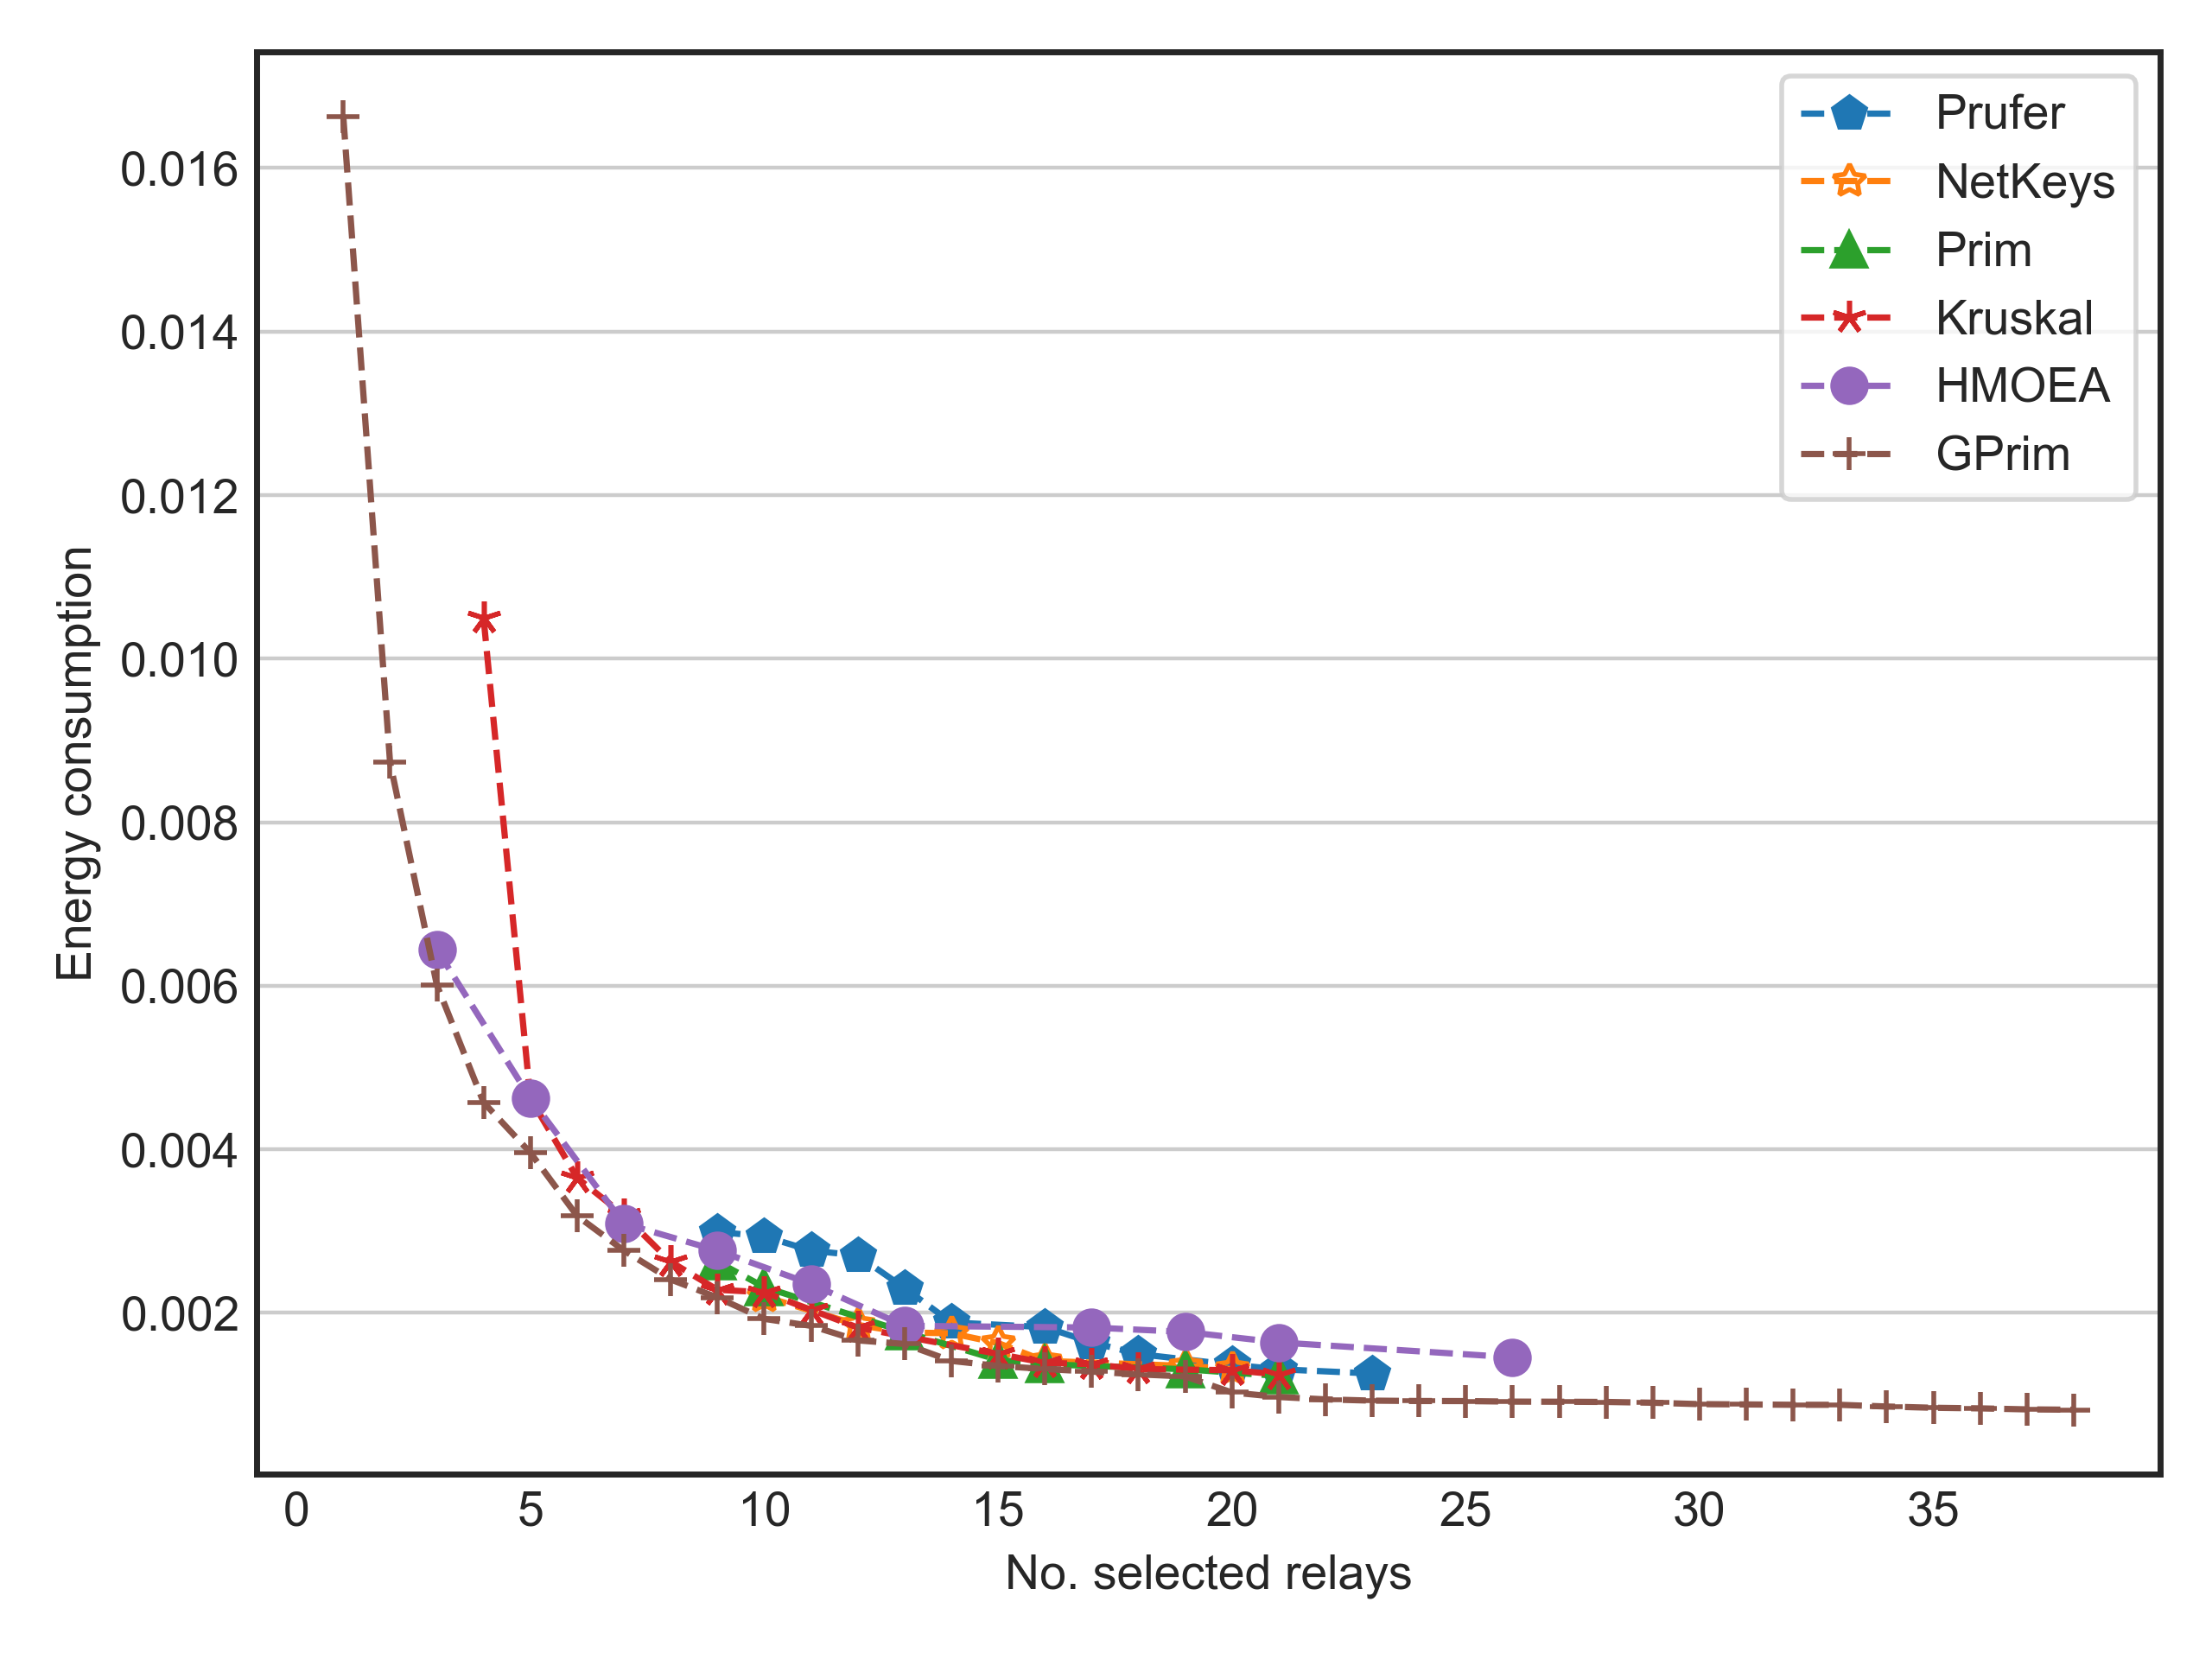 Prufer
NetKeys
Prim
Kruskal
HMOEA
GPrim
0.016
0.014
0.012
0.010
0.008
0.006
0.004
0.002
Energy consumption
0 5 10 15 20 25 30 35
No. selected relays